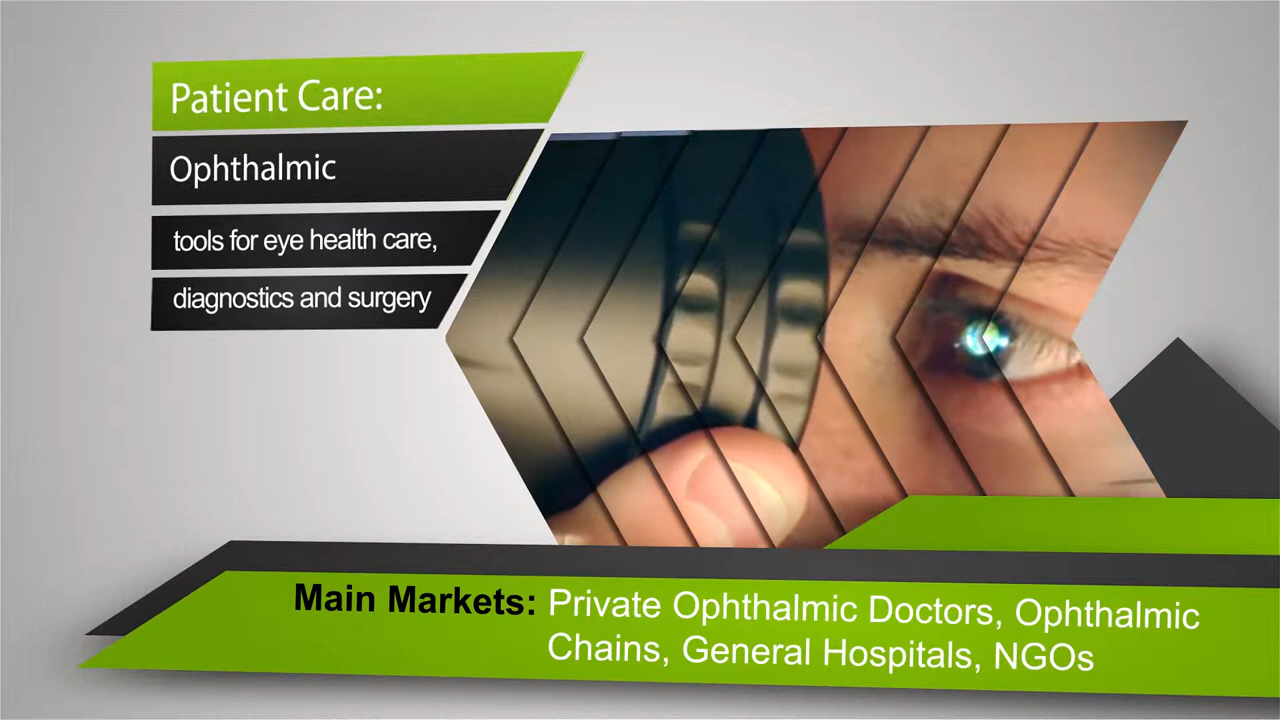 Patient Care:
Ophthalmic
tools for eye health care,
diagnostics and surgery
Main Markets: Private Ophthalmic Doctors, Ophthalmic
Chains, General Hospitals, NGOs